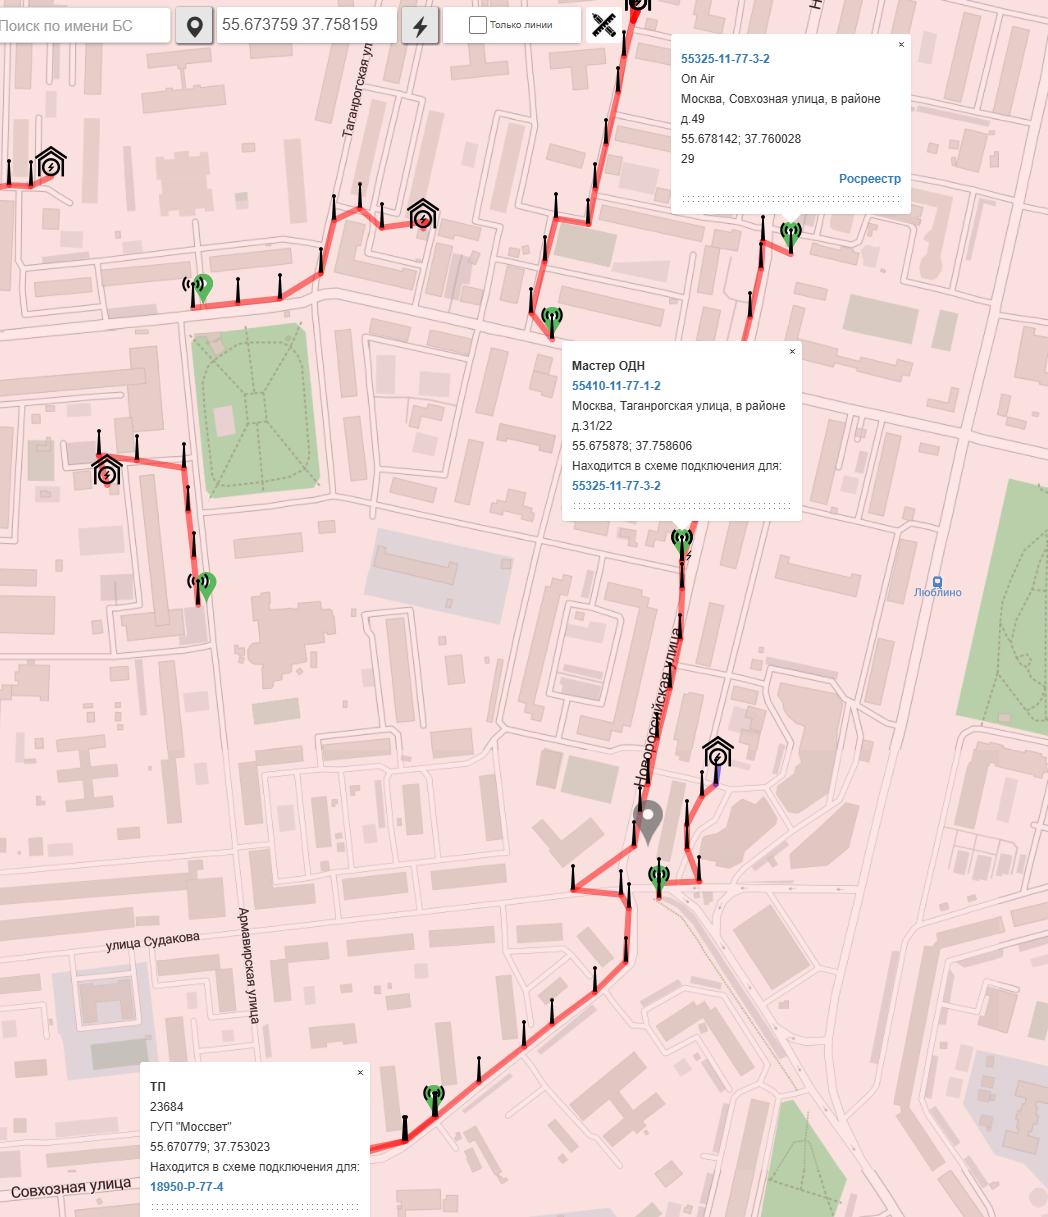 Поиск по имени БС
55.673759 37.758159
Только линии
Таганрогская ул
Н
×
55325-11-77-3-2
On Air
Москва, Совхозная улица, в районе
д.49
55.678142; 37.760028
29
Росреестр
×
Мастер ОДН
55410-11-77-1-2
Москва, Таганрогская улица, в районе
д.31/22
55.675878; 37.758606
Находится в схеме подключения для:
55325-11-77-3-2
Люблино
Новороссийская улица
улица Судакова
Армавирская улица
×
ТП
23684
ГУП "Моссвет"
55.670779; 37.753023
Находится в схеме подключения для:
18950-Р-77-4
Совхозная улица